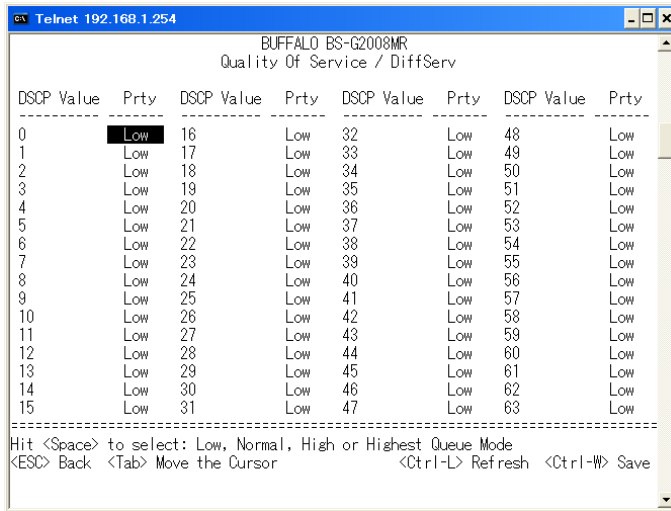 Telnet 192.168.1.254
BUFFALO BS-G2008MR
Quality Of Service / DiffServ
DSCP Value Prty DSCP Value Prty DSCP Value Prty DSCP Value Prty
---------- ---- ---------- ---- ---------- ---- ---------- ----
0 Low 16 Low 32 Low 48 Low
1 Low 17 Low 33 Low 49 Low
2 Low 18 Low 34 Low 50 Low
3 Low 19 Low 35 Low 51 Low
4 Low 20 Low 36 Low 52 Low
5 Low 21 Low 37 Low 53 Low
6 Low 22 Low 38 Low 54 Low
7 Low 23 Low 39 Low 55 Low
8 Low 24 Low 40 Low 56 Low
9 Low 25 Low 41 Low 57 Low
10 Low 26 Low 42 Low 58 Low
11 Low 27 Low 43 Low 59 Low
12 Low 28 Low 44 Low 60 Low
13 Low 29 Low 45 Low 61 Low
14 Low 30 Low 46 Low 62 Low
15 Low 31 Low 47 Low 63 Low
================================================================================
Hit <Space> to select: Low, Normal, High or Highest Queue Mode
<ESC> Back <Tab> Move the Cursor <Ctrl-L> Refresh <Ctrl-W> Save